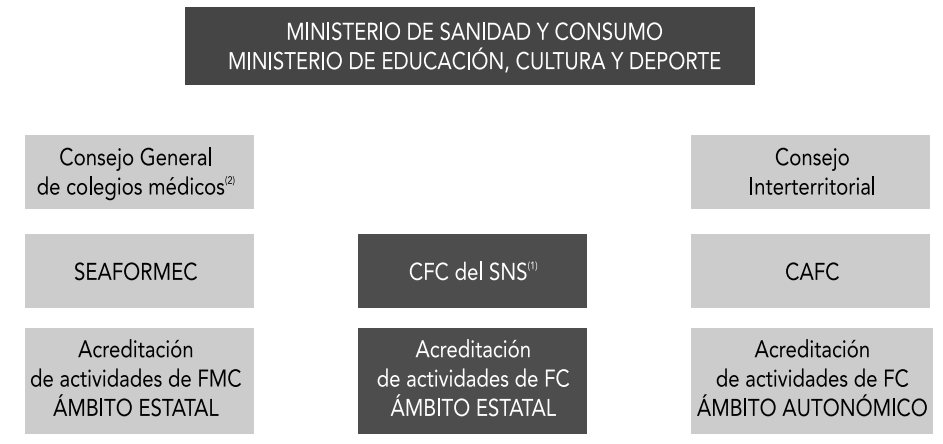 MINISTERIO DE SANIDAD Y CONSUMO
MINISTERIO DE EDUCACIÓN, CULTURA Y DEPORTE
Consejo General
de colegios médicos(2)
Consejo
Interterritorial
SEAFORMEC
CFC del SNS(1)
CAFC
Acreditación
de actividades de FMC
ÁMBITO ESTATAL
Acreditación
de actividades de FC
ÁMBITO ESTATAL
Acreditación
de actividades de FC
ÁMBITO AUTONÓMICO